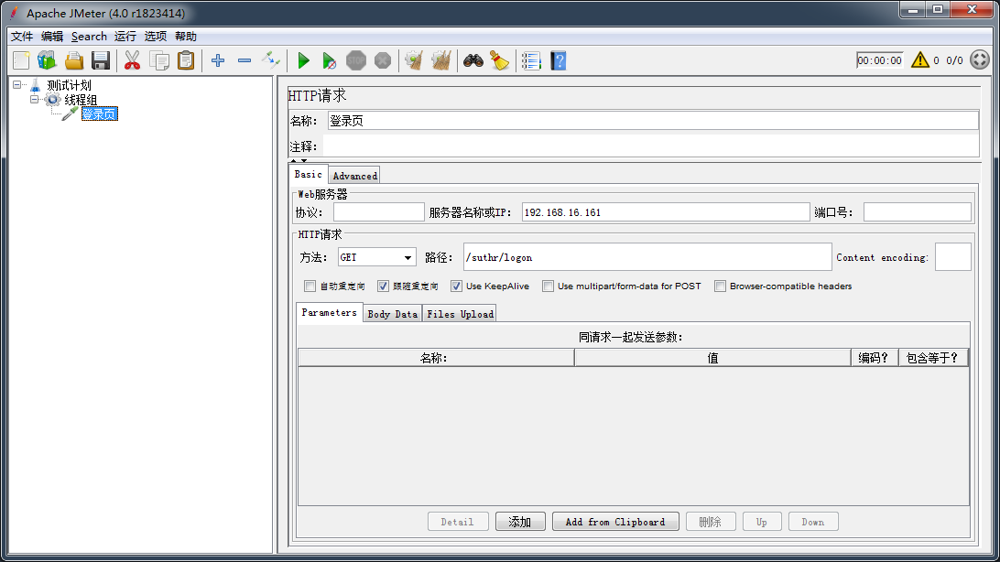 Apache JMeter (4.0 r1823414)
文件 编辑 Search 运行 选项 帮助
STOP
00:00:00 0 0/0
测试计划
线程组
登录页
HTTP请求
名称： 登录页
注释：
Basic Advanced
Web服务器
协议： 服务器名称或IP： 192.168.16.161 端口号：
HTTP请求
方法： GET 路径： /suthr/logon Content encoding:
自动重定向 跟随重定向 Use KeepAlive Use multipart/form-data for POST Browser-compatible headers
Parameters Body Data Files Upload
同请求一起发送参数：
名称： 值 编码? 包含等于?
Detail 添加 Add from Clipboard 删除 Up Down